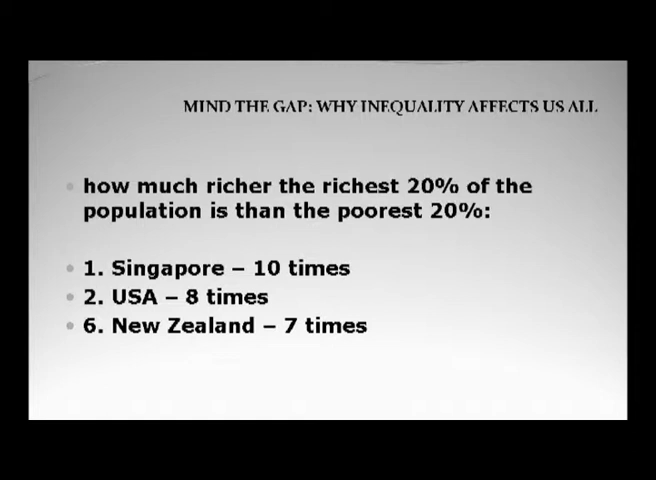 MIND THE GAP: WHY INEQUALITY AFFECTS US ALL
how much richer the richest 20% of the
population is than the poorest 20%:
1. Singapore – 10 times
2. USA – 8 times
6. New Zealand – 7 times